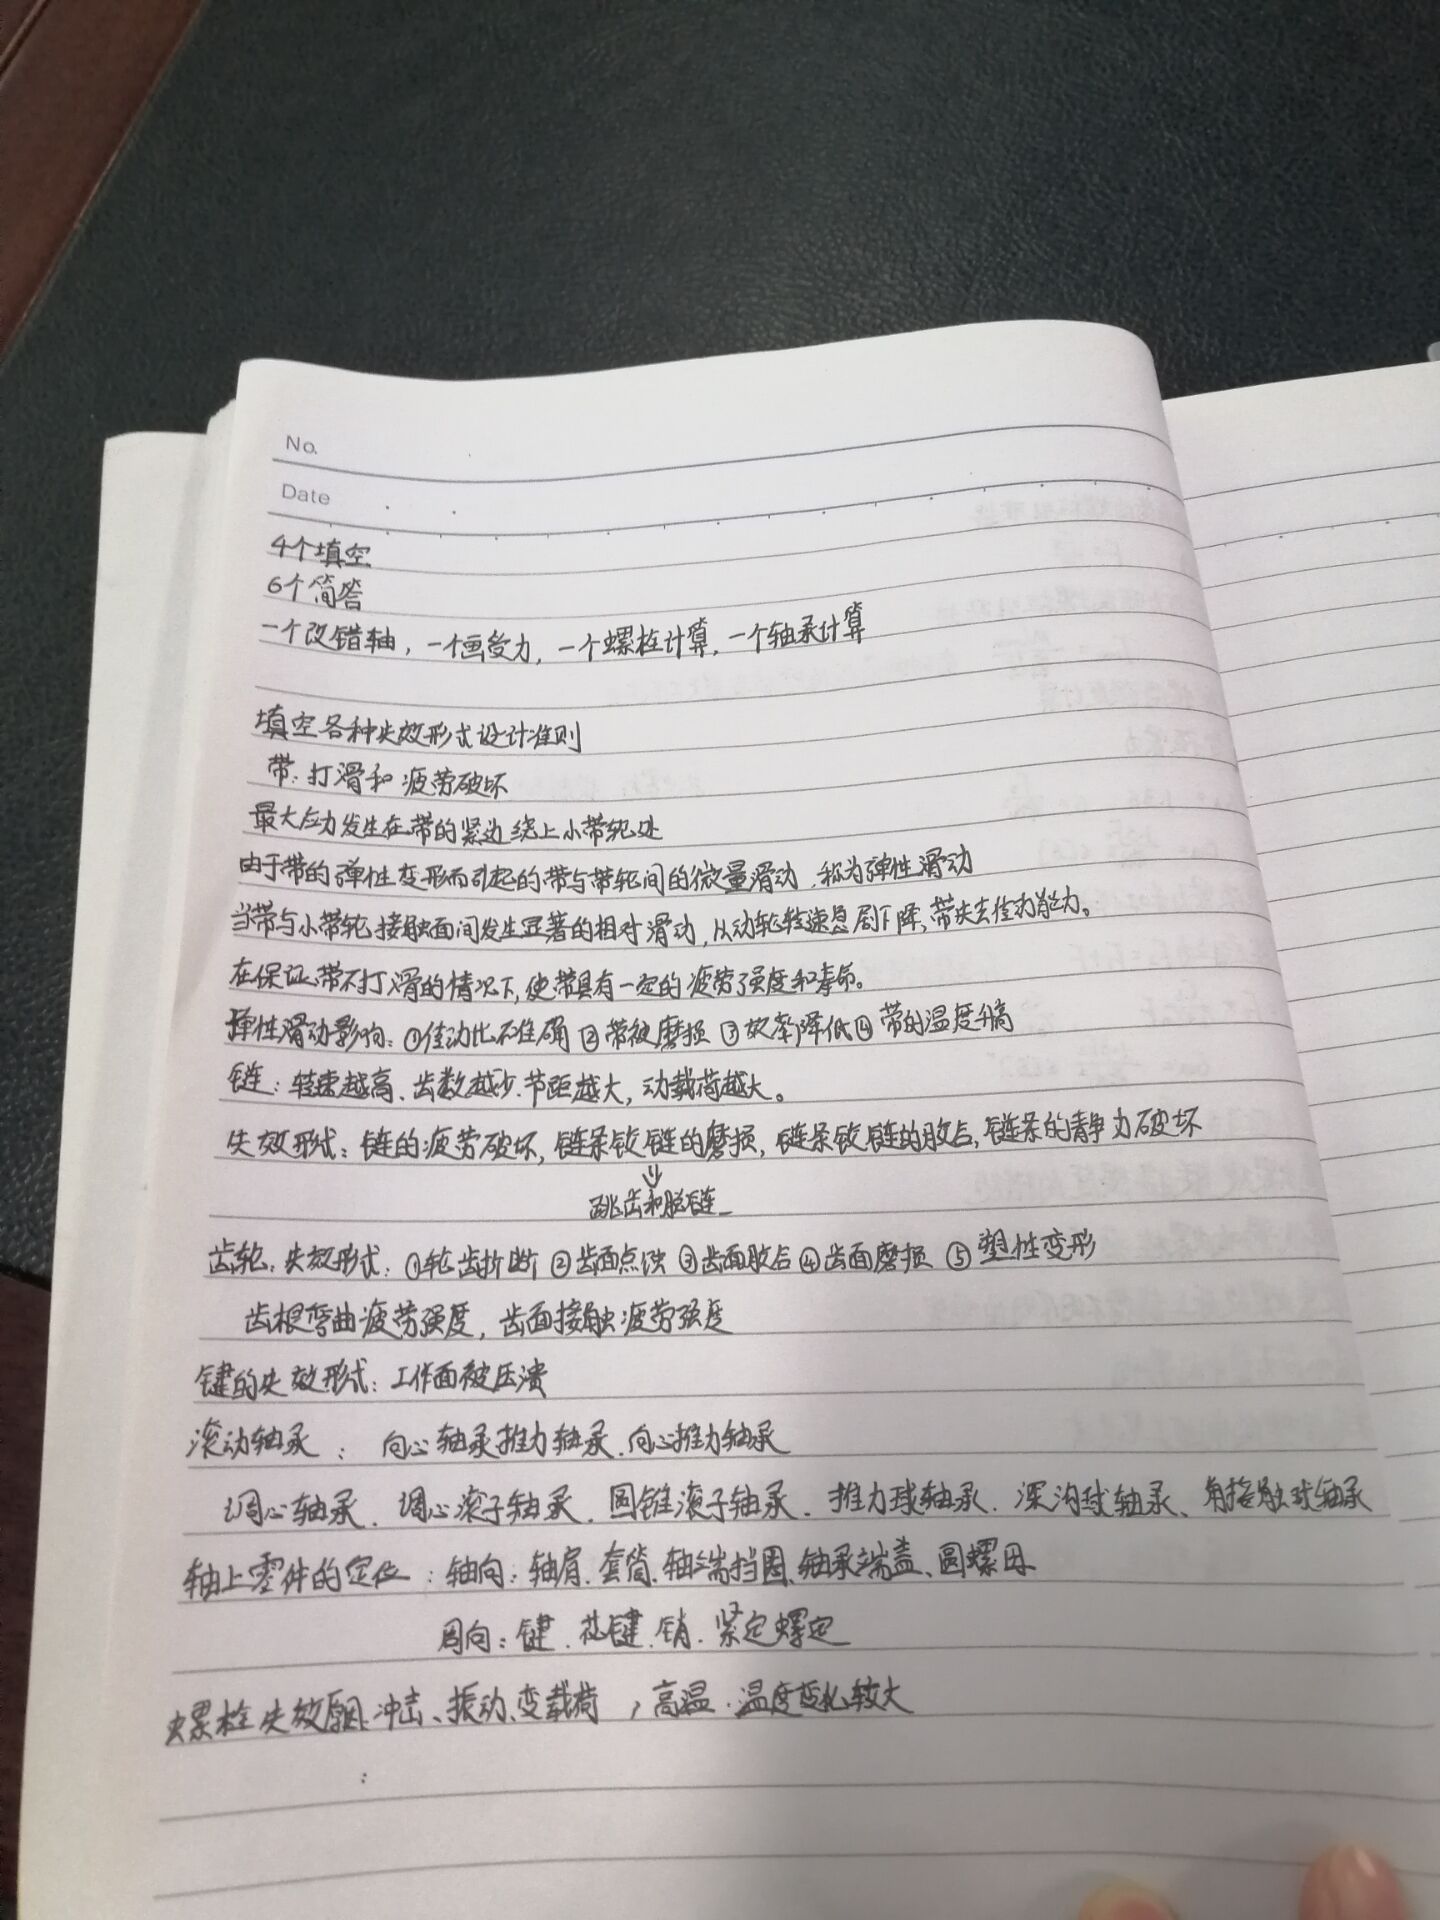 No.
Date
4个填空
6个简答
一个改错轴,一个画受力,一个螺栓计算,一个轴承计算
填空各种失效形式设计准则
带:打滑和疲劳破坏
最大应力发生在带的紧边绕上小带轮处
由于带的弹性变形而引起的带与带轮间的微量滑动,称为弹性滑动
当带与小带轮接触面间发生显著的相对滑动,从动轮转速急剧下降、带失去传动能力。
在保证带不打滑的情况下,使带具有一定的疲劳强度和寿命。
弹性滑动影响:①传动比不准确 ②带被磨损 ③效率降低④带的温度升高
链:转速越高、齿数越少、节距越大,动载荷越大。
失效形式:链的疲劳破坏,链条铰链的磨损,链条铰链的胶合,链条的静力破坏
跳齿和脱链
齿轮:失效形式:①轮齿折断 ②齿面点蚀 ③齿面胶合④齿面磨损 ⑤塑性变形
齿根弯曲疲劳强度,齿面接触疲劳强度
键的失效形式:工作面被压溃
滚动轴承:向心轴承推力轴承、向心推力轴承
调心轴承、调心滚子轴承、圆锥滚子轴承、推力球轴承、深沟球轴承、角接触球轴承
轴上零件的定位:轴向:轴肩、套筒、轴端挡圈、轴承端盖、圆螺母
周向:键、花键、销、紧定螺定
螺栓失效原因:冲击、振动、变载荷,高温、温度变化较大